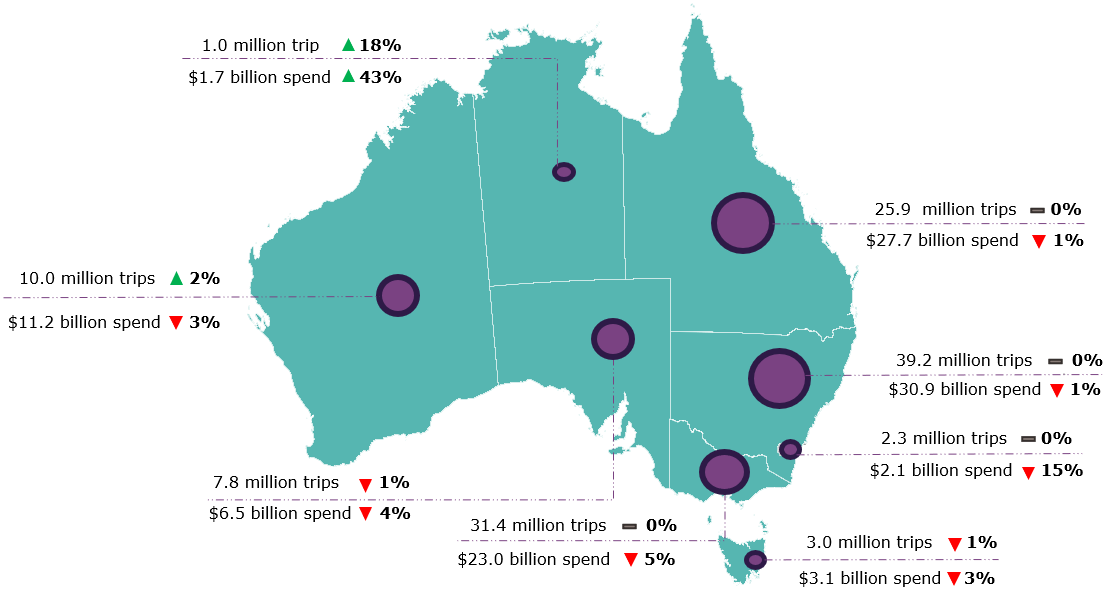 1.0 million trip 18%
$1.7 billion spend 43%
25.9 million trips 0%
$27.7 billion spend 1%
10.0 million trips 2%
$11.2 billion spend 3%
39.2 million trips 0%
$30.9 billion spend 1%
2.3 million trips 0%
$2.1 billion spend 15%
7.8 million trips 1%
$6.5 billion spend 4%
31.4 million trips 0%
$23.0 billion spend 5%
3.0 million trips 1%
$3.1 billion spend 3%